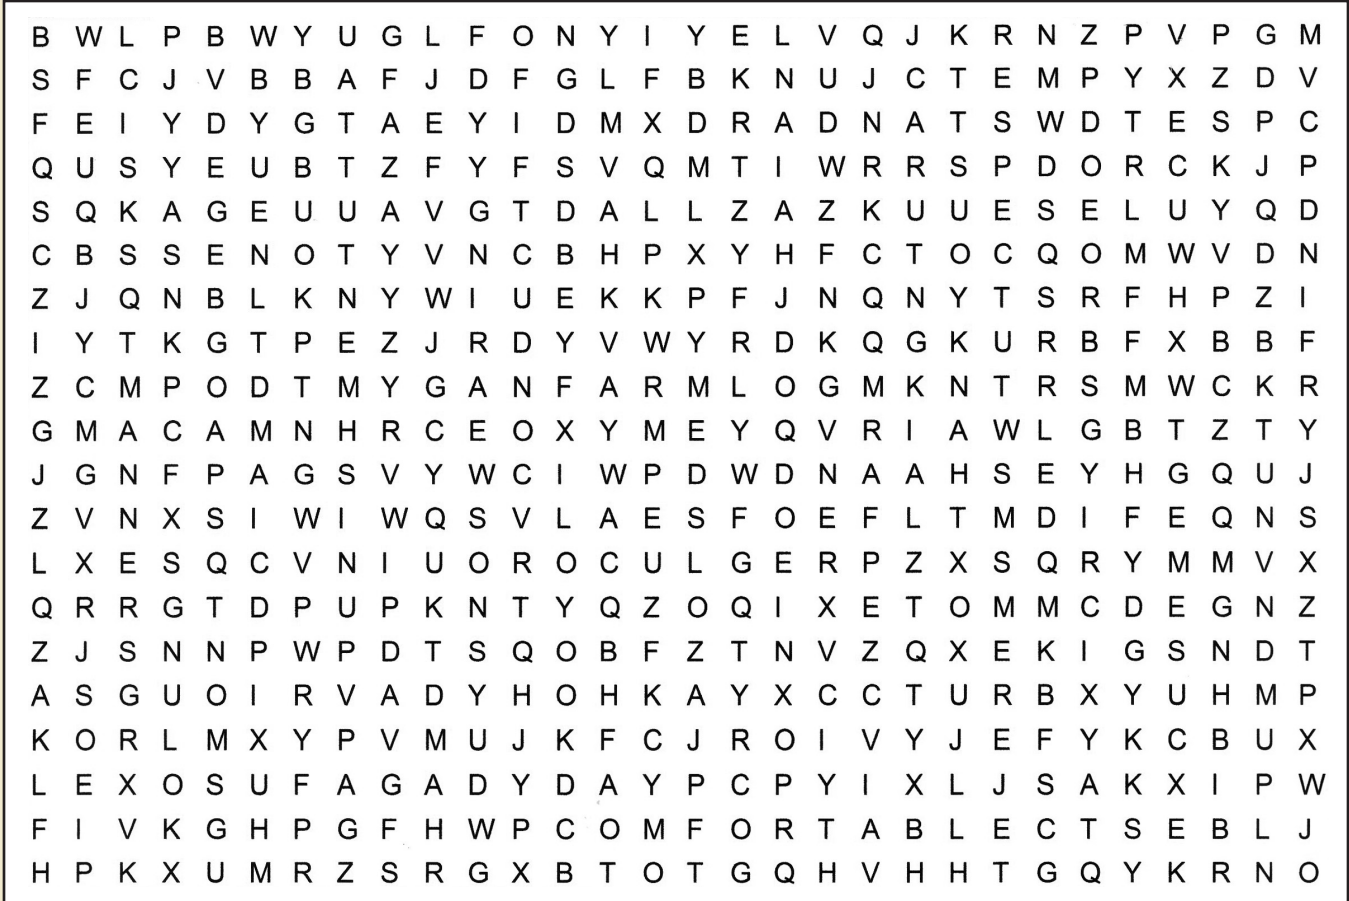 B W L P B W Y U G L F O N Y I Y E L V Q J K R N Z P V P G M
S F C J V B B A F J D F G L F B K N U J C T E M P Y X Z D V
F E I Y D Y G T A E Y I D M X D R A D N A T S W D T E S P C
Q U S Y E U B T Z F Y F S V Q M T I W R R S P D O R C K J P
S Q K A G E U U A V G T D A L L Z A Z K U U E S E L U Y Q D
C B S S E N O T Y V N C B H P X Y H F C T O C Q O M W V D N
Z J Q N B L K N Y W I U E K K P F J N Q N Y T S R F H P Z I
I Y T K G T P E Z J R D Y V W Y R D K Q G K U R B F X B B F
Z C M P O D T M Y G A N F A R M L O G M K N T R S M W C K R
G M A C A M N H R C E O X Y M E Y Q V R I A W L G B T Z T Y
J G N F P A G S V Y W C I W P D W D N A A H S E Y H G Q U J
Z V N X S I W I W Q S V L A E S F O E F L T M D I F E Q N S
L X E S Q C V N I U O R O C U L G E R P Z X S Q R Y M M V X
Q R R G T D P U P K N T Y Q Z O Q I X E T O M M C D E G N Z
Z J S N N P W P D T S Q O B F Z T N V Z Q X E K I G S N D T
A S G U O I R V A D Y H O H K A Y X C C T U R B X Y U H M P
K O R L M X Y P V M U J K F C J R O I V Y J E F Y K C B U X
L E X O S U F A G A D Y D A Y P C P Y I X L J S A K X I P W
F I V K G H P G F H W P C O M F O R T A B L E C T S E B L J
H P K X U M R Z S R G X B T O T G Q H V H H T G Q Y K R N O